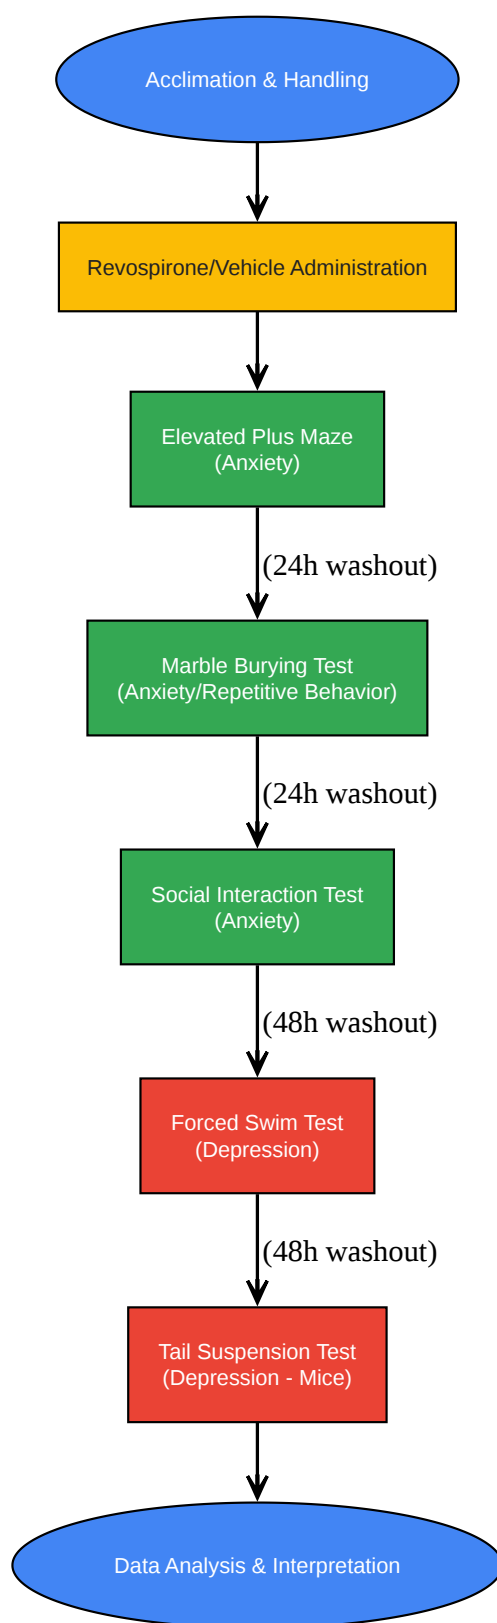 Acclimation & Handling
Revospirone/Vehicle Administration
Elevated Plus Maze
(Anxiety)
(24h washout)
Marble Burying Test
(Anxiety/Repetitive Behavior)
(24h washout)
Social Interaction Test
(Anxiety)
(48h washout)
Forced Swim Test
(Depression)
(48h washout)
Tail Suspension Test
(Depression - Mice)
Data Analysis & Interpretation